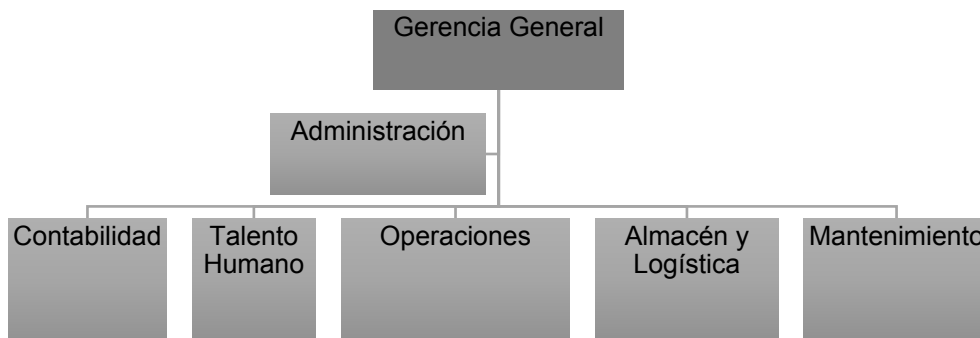 Gerencia General
Administración
Contabilidad
Talento
Humano
Operaciones
Almacén y
Logística
Mantenimiento